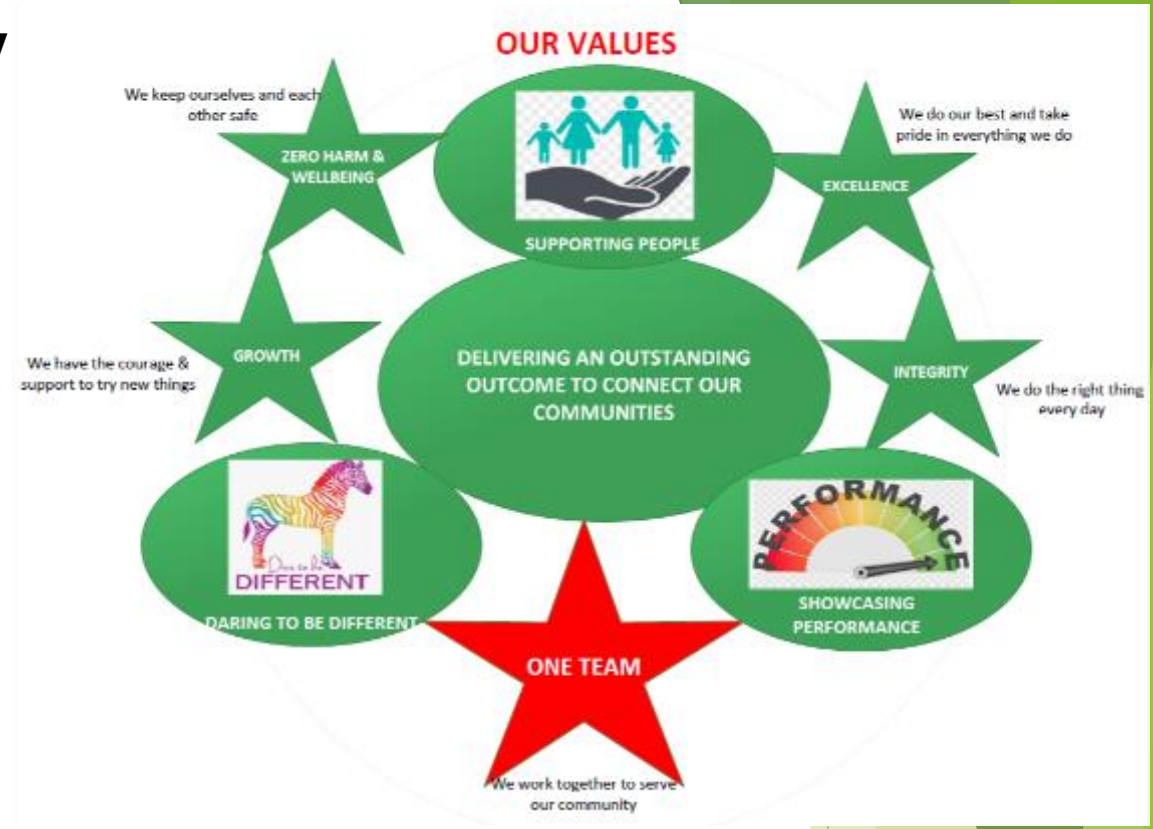 OUR VALUES
We keep ourselves and each
other safe
ZERO HARM &
WELLBEING
SUPPORTING PEOPLE
We do our best and take
pride in everything we do
EXCELLENCE
GROWTH
We have the courage &
support to try new things
DELIVERING AN OUTSTANDING
OUTCOME TO CONNECT OUR
COMMUNITIES
INTEGRITY
We do the right thing
every day
Dare to be
DIFFERENT
DARING TO BE DIFFERENT
PERFORMANCE
SHOWCASING
PERFORMANCE
ONE TEAM
We work together to serve
our community